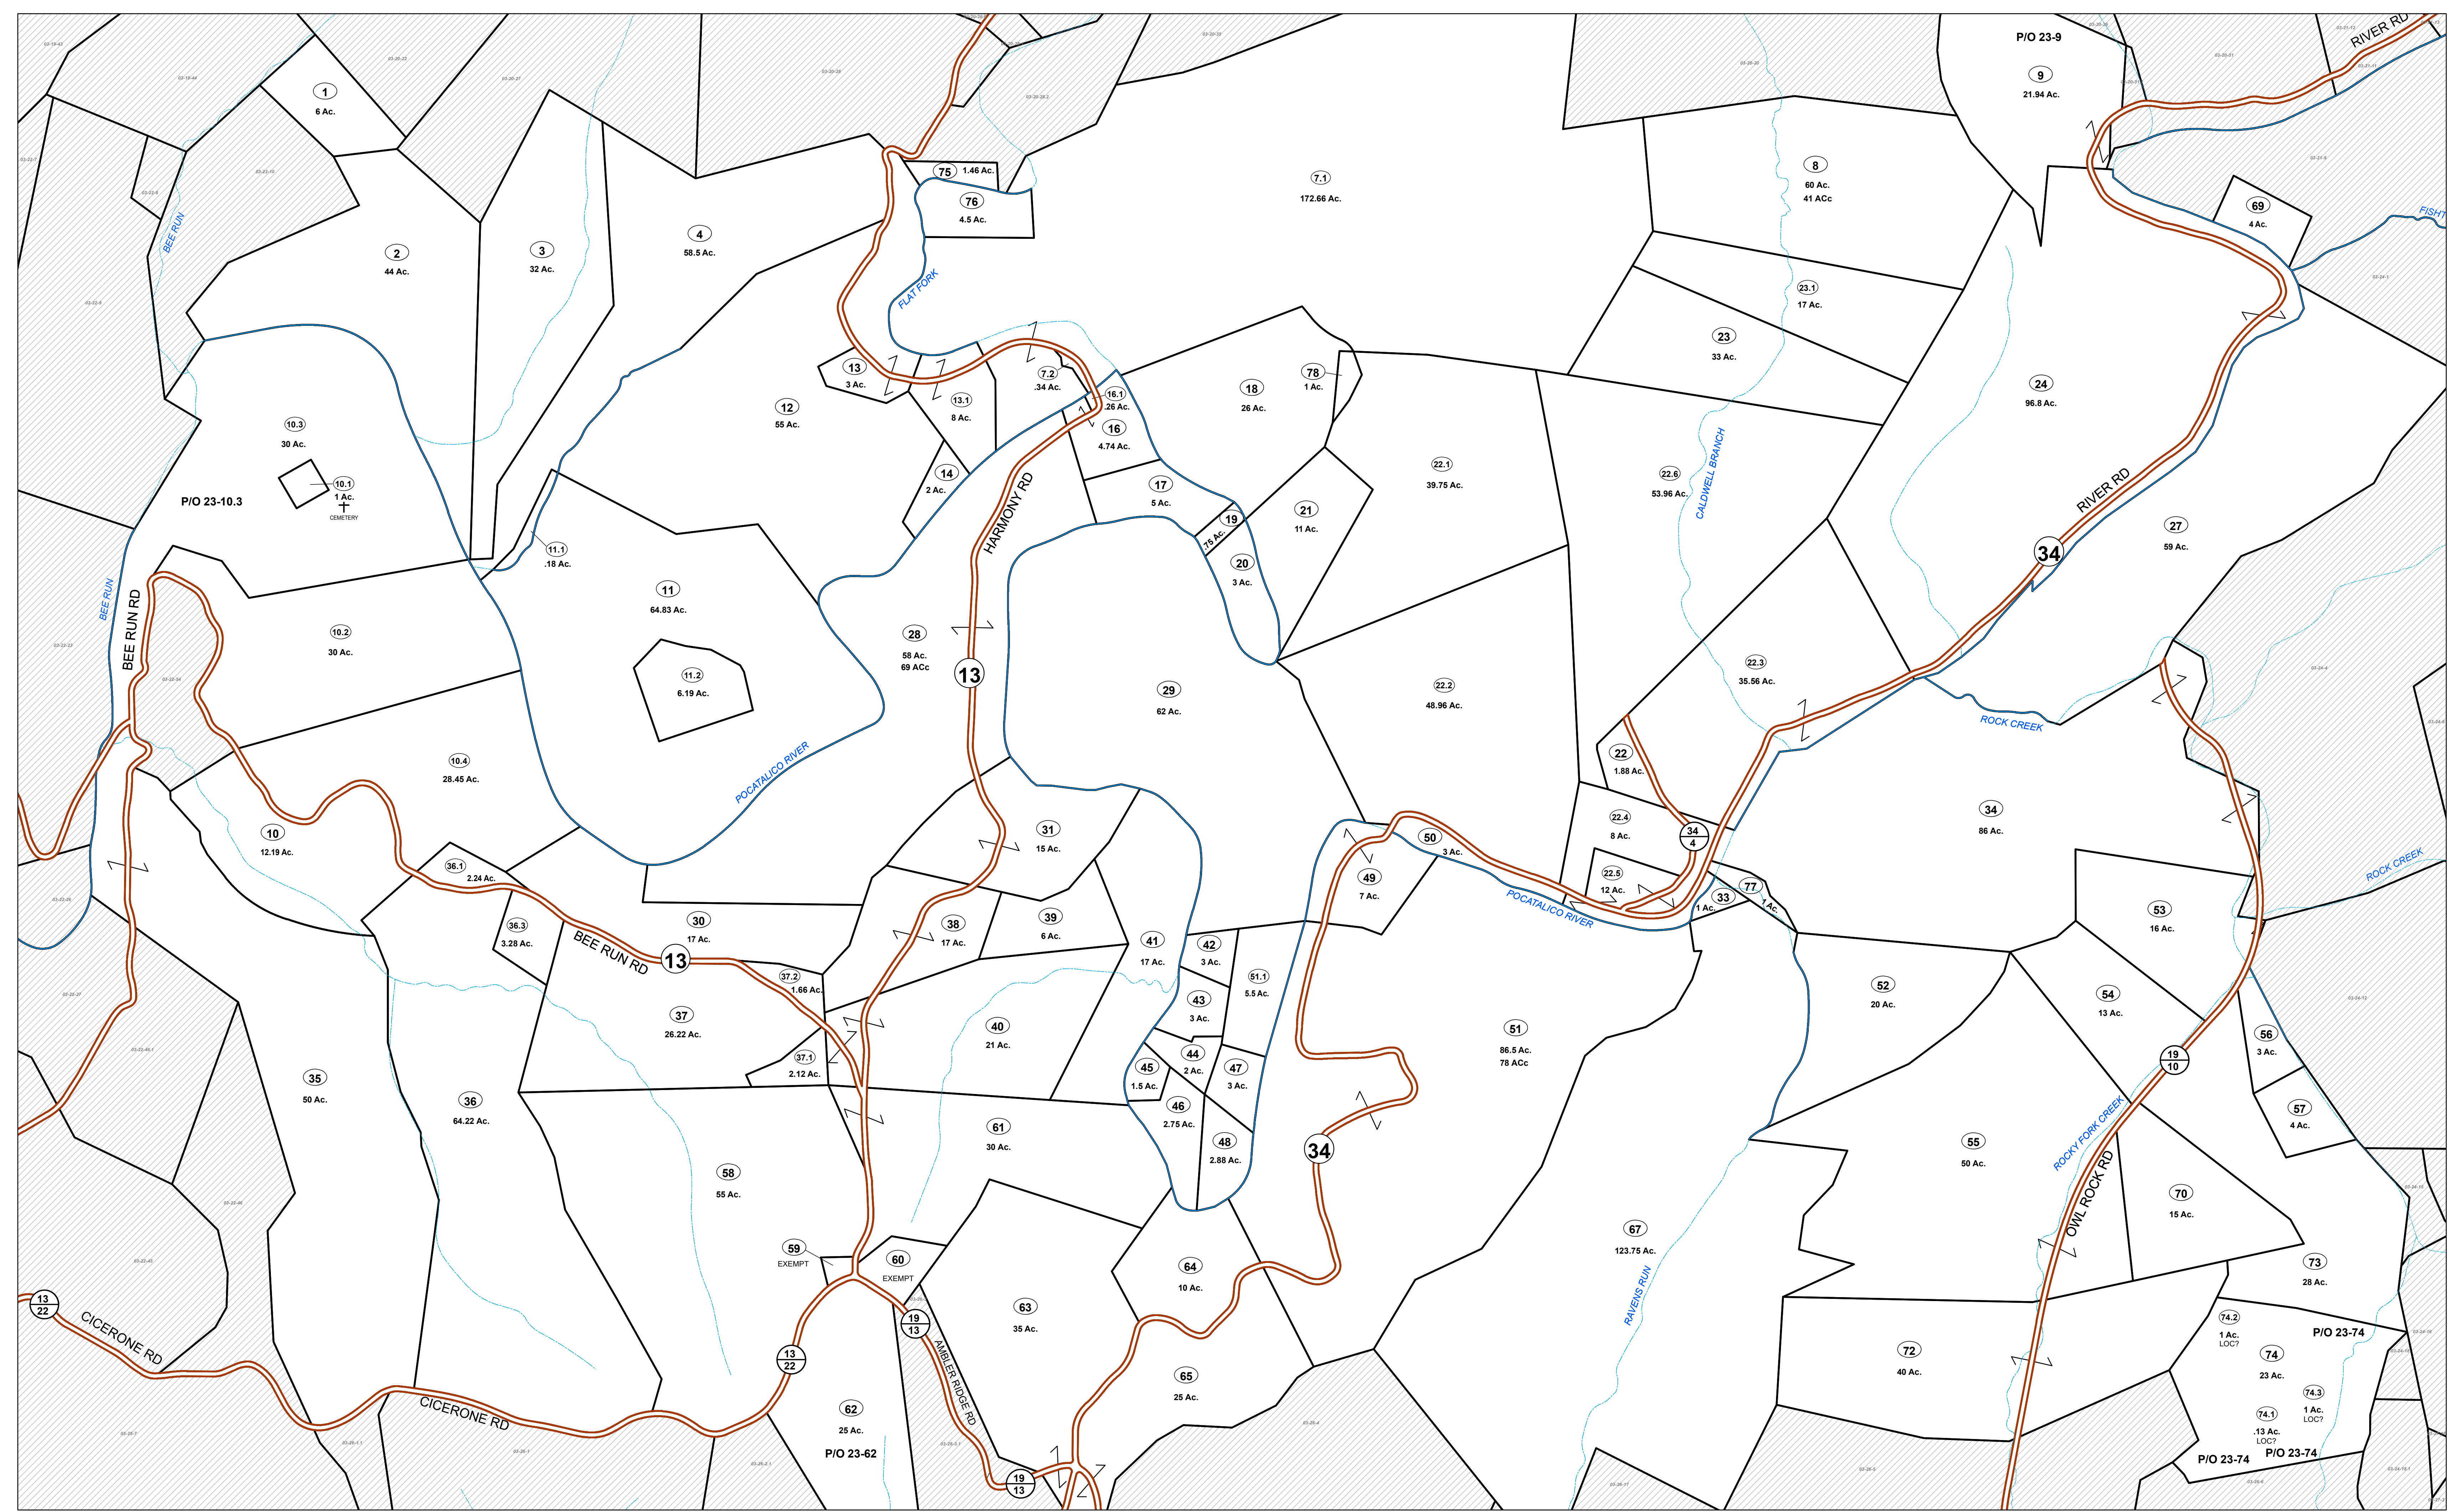 RIVER RD
P/O 23-9
9
21.94 Ac.
1
6 Ac.
2
44 Ac.
3
32 Ac.
4
58.5 Ac.
75
1.46 Ac.
76
4.5 Ac.
7.1
172.66 Ac.
8
60 Ac.
41 ACc
69
4 Ac.
FISHT
BEE RUN
FLAT FORK
23.1
17 Ac.
23
33 Ac.
24
96.8 Ac.
13
3 Ac.
13.1
8 Ac.
7.2
.34 Ac.
16.1
.26 Ac.
16
4.74 Ac.
18
26 Ac.
78
1 Ac.
12
55 Ac.
10.3
30 Ac.
10.1
1 Ac.
CEMETERY
P/O 23-10.3
14
2 Ac.
17
5 Ac.
19
.75 Ac.
20
3 Ac.
21
11 Ac.
22.1
39.75 Ac.
22.6
53.96 Ac.
CALDWELL BRANCH
RIVER RD
34
27
59 Ac.
HARMONY RD
11.1
.18 Ac.
11
64.83 Ac.
11.2
6.19 Ac.
BEE RUN
BEE RUN RD
10.2
30 Ac.
28
58 Ac.
69 ACc
13
29
62 Ac.
22.2
48.96 Ac.
22.3
35.56 Ac.
ROCK CREEK
22
1.88 Ac.
10.4
28.45 Ac.
POCATALICO RIVER
10
12.19 Ac.
31
15 Ac.
50
3 Ac.
22.4
8 Ac.
34
4
34
86 Ac.
36.1
2.24 Ac.
49
7 Ac.
22.5
12 Ac.
33
1 Ac.
77
1 Ac.
ROCK CREEK
POCATALICO RIVER
36.3
3.28 Ac.
BEE RUN RD
13
30
17 Ac.
38
17 Ac.
39
6 Ac.
41
17 Ac.
42
3 Ac.
51.1
5.5 Ac.
53
16 Ac.
37.2
1.66 Ac.
37
26.22 Ac.
43
3 Ac.
52
20 Ac.
54
13 Ac.
40
21 Ac.
51
86.5 Ac.
78 ACc
37.1
2.12 Ac.
44
2 Ac.
45
1.5 Ac.
47
3 Ac.
19
10
56
3 Ac.
35
50 Ac.
36
64.22 Ac.
46
2.75 Ac.
57
4 Ac.
61
30 Ac.
48
2.88 Ac.
34
55
50 Ac.
ROCKY FORK CREEK
OWL ROCK RD
58
55 Ac.
70
15 Ac.
59
EXEMPT
60
EXEMPT
64
10 Ac.
67
123.75 Ac.
RAVENS RUN
73
28 Ac.
13
22
CICERONE RD
63
35 Ac.
19
13
AMBLER RIDGE RD
13
22
74.2
1 Ac.
LOC?
P/O 23-74
74
23 Ac.
72
40 Ac.
65
25 Ac.
74.3
1 Ac.
LOC?
CICERONE RD
62
25 Ac.
P/O 23-62
74.1
.13 Ac.
LOC?
P/O 23-74
P/O 23-74
19
13